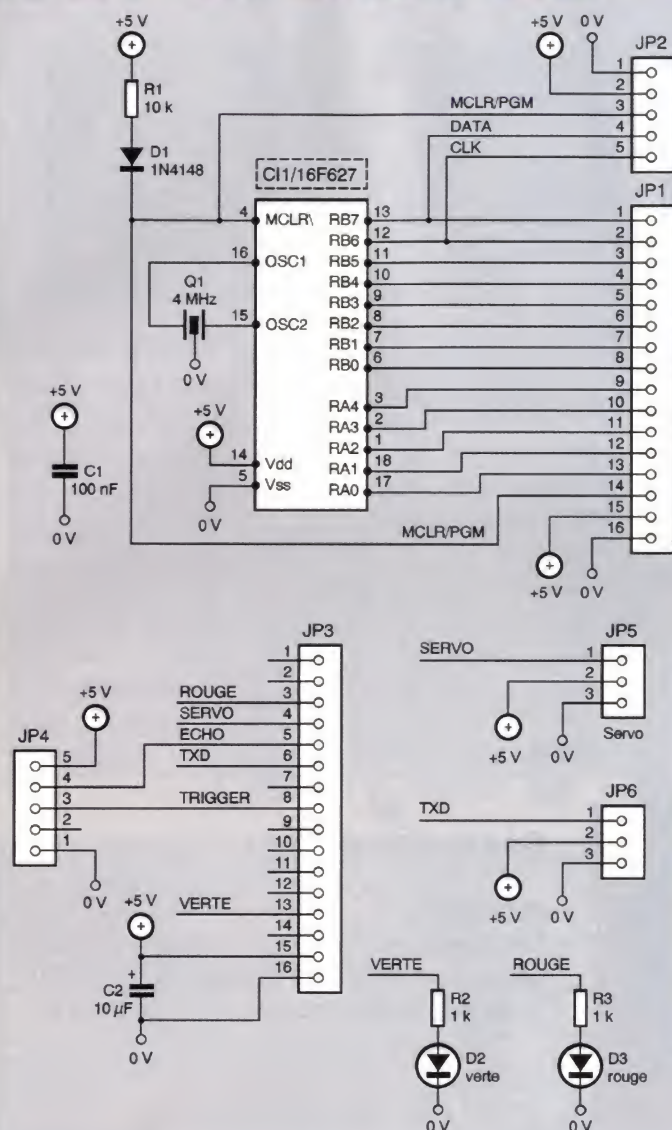 +5 V
R1
10 k
D1
1N4148
CI1/16F627
4
MCLR\
16
OSC1
Q1
4 MHz
15
OSC2
0 V
+5 V
14
Vdd
5
Vss
0 V
+5 V
C1
100 nF
0 V
RB7
13
RB6
12
RB5
11
RB4
10
RB3
9
RB2
8
RB1
7
RB0
6
RA4
3
RA3
2
RA2
1
RA1
18
RA0
17
MCLR/PGM
+5 V
0 V
JP2
1
2
MCLR/PGM
3
DATA
4
CLK
5
JP1
1
2
3
4
5
6
7
8
9
10
11
12
13
14
15
16
+5 V
0 V
JP4
+5 V
5
4
3
2
1
0 V
JP3
1
2
ROUGE
3
SERVO
4
ECHO
5
TXD
6
7
TRIGGER
8
9
10
11
12
VERTE
13
14
15
16
+5 V
+
C2
10 µF
0 V
JP5
SERVO
1
2
3
+5 V
0 V
Servo
JP6
TXD
1
2
3
+5 V
0 V
VERTE
R2
1 k
D2
verte
0 V
ROUGE
R3
1 k
D3
rouge
0 V